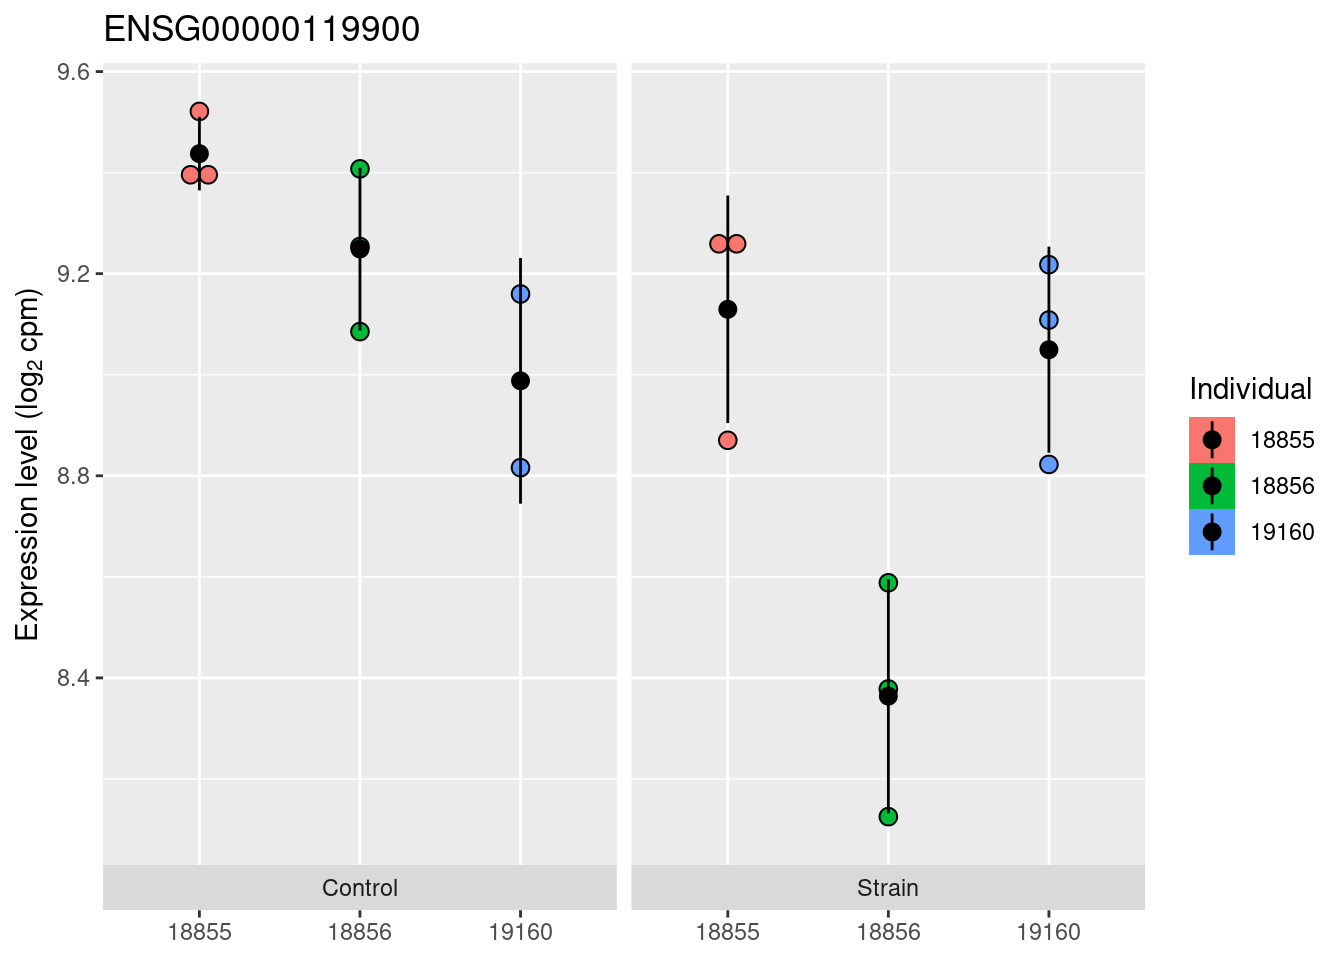 ENSG00000119900
Expression level (log₂ cpm)
9.6
9.2
8.8
8.4
Control
Strain
18855
18856
19160
18855
18856
19160
Individual
18855
18856
19160